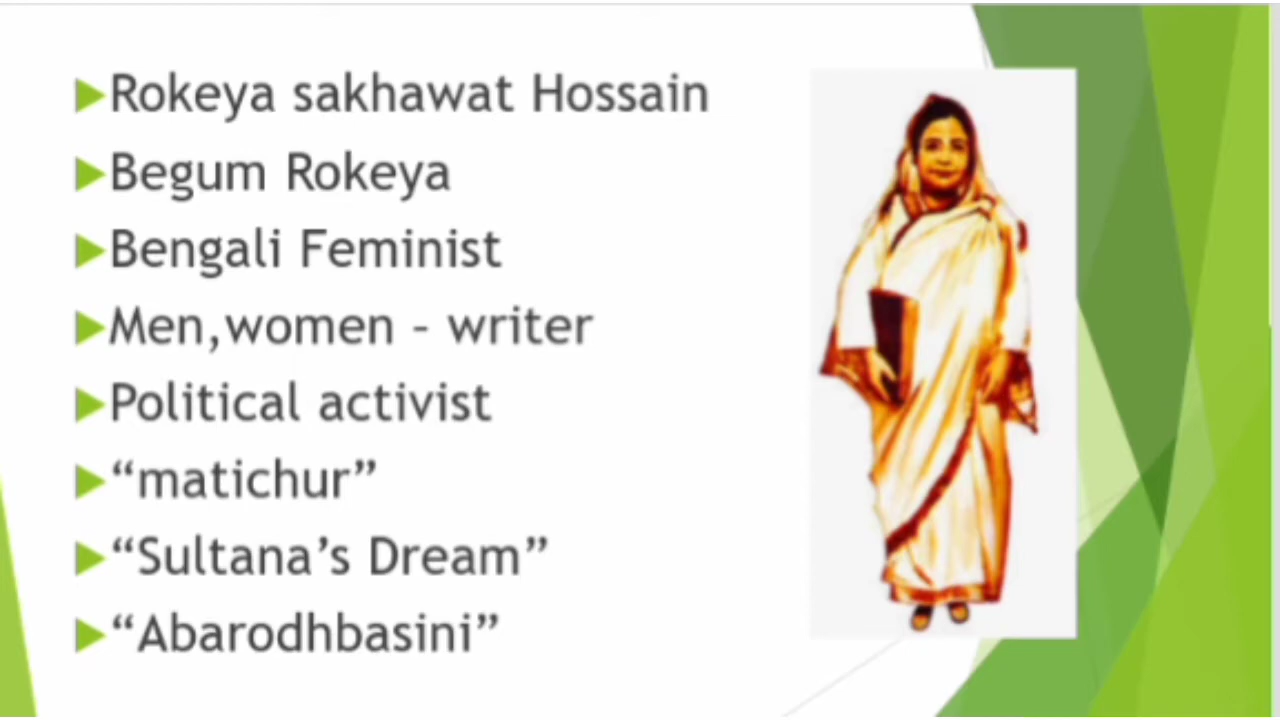 Rokeya sakhawat Hossain
Begum Rokeya
Bengali Feminist
Men,women – writer
Political activist
“matichur”
“Sultana’s Dream”
“Abarodhbasini”